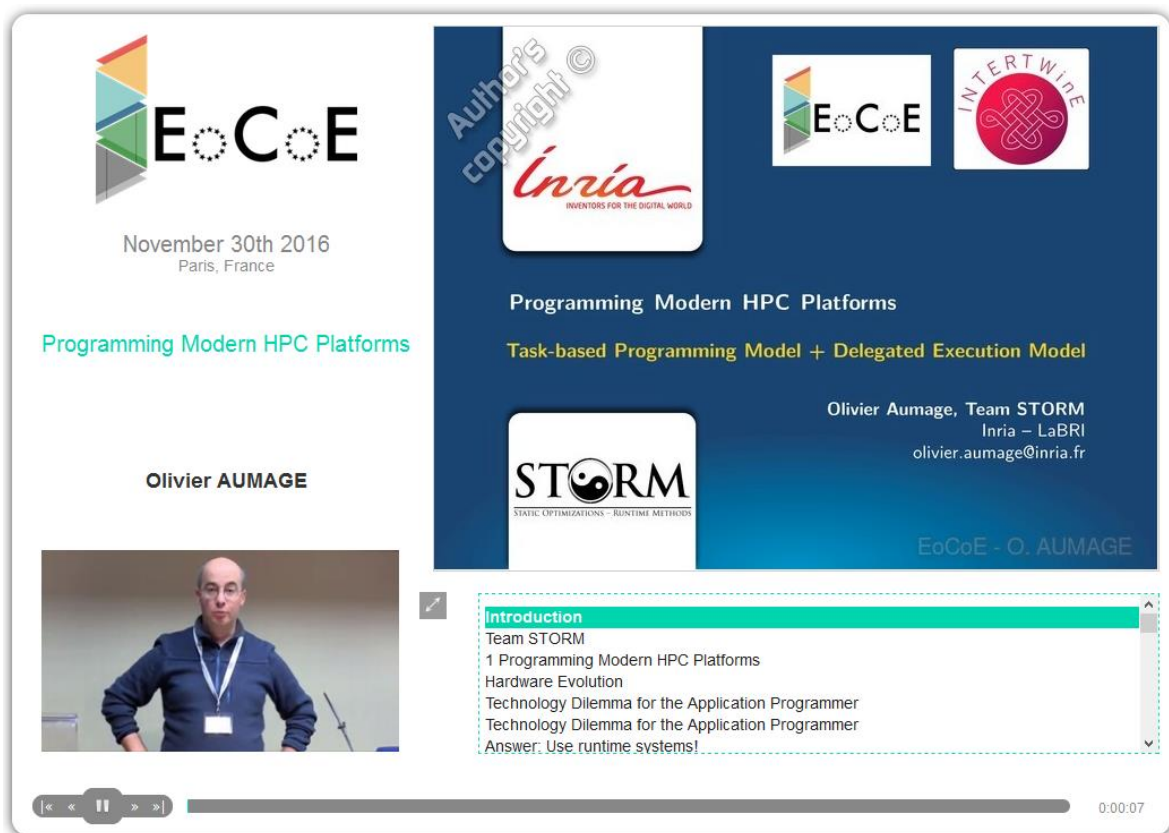 EoCoE
November 30th 2016
Paris, France
Programming Modern HPC Platforms
Olivier AUMAGE
Author's
copyright ©
Inria
INVENTORS FOR THE DIGITAL WORLD
EoCoE
INTERTWinE
Programming Modern HPC Platforms
Task-based Programming Model + Delegated Execution Model
Olivier Aumage, Team STORM
Inria – LaBRI
olivier.aumage@inria.fr
STORM
STATIC OPTIMIZATIONS – RUNTIME METHODS
EoCoE - O. AUMAGE
Introduction
Team STORM
1 Programming Modern HPC Platforms
Hardware Evolution
Technology Dilemma for the Application Programmer
Technology Dilemma for the Application Programmer
Answer: Use runtime systems!
0:00:07